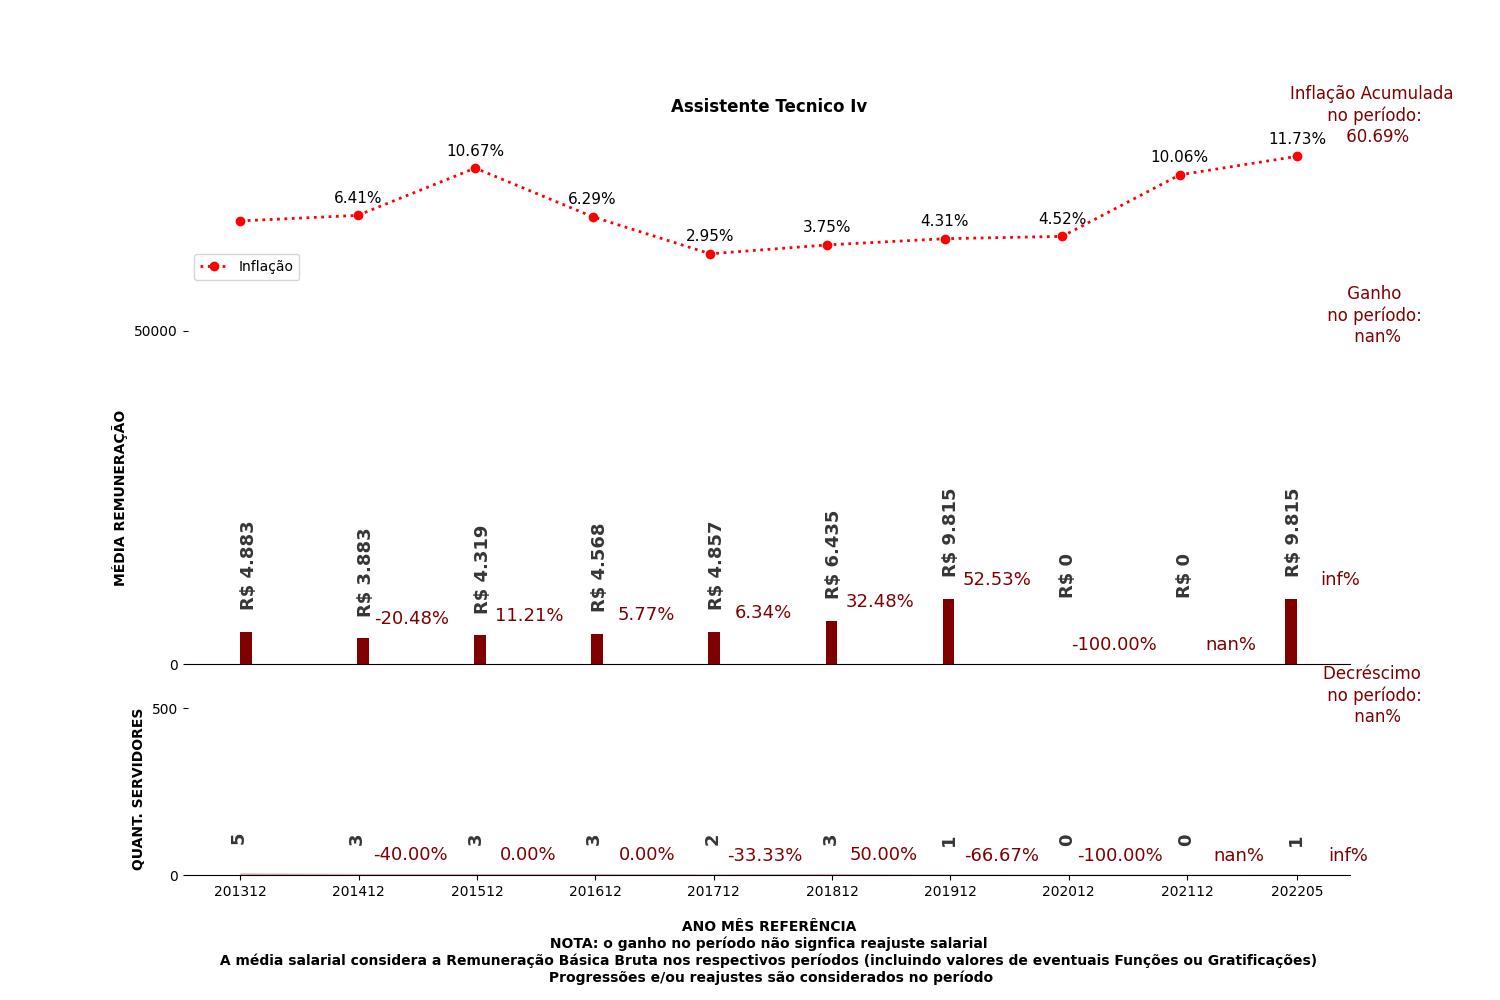 Assistente Tecnico Iv
Inflação Acumulada
no período:
60.69%
6.41%
10.67%
6.29%
2.95%
3.75%
4.31%
4.52%
10.06%
11.73%
Inflação
Ganho
no período:
nan%
50000
0
MÉDIA REMUNERAÇÃO
R$ 4.883
R$ 3.883
R$ 4.319
R$ 4.568
R$ 4.857
R$ 6.435
R$ 9.815
R$ 0
R$ 0
R$ 9.815
-20.48%
11.21%
5.77%
6.34%
32.48%
52.53%
-100.00%
nan%
inf%
Decréscimo
no período:
nan%
500
0
QUANT. SERVIDORES
5
3
3
3
2
3
1
0
0
1
-40.00%
0.00%
0.00%
-33.33%
50.00%
-66.67%
-100.00%
nan%
inf%
201312
201412
201512
201612
201712
201812
201912
202012
202112
202205
ANO MÊS REFERÊNCIA
NOTA: o ganho no período não signfica reajuste salarial
A média salarial considera a Remuneração Básica Bruta nos respectivos períodos (incluindo valores de eventuais Funções ou Gratificações)
Progressões e/ou reajustes são considerados no período